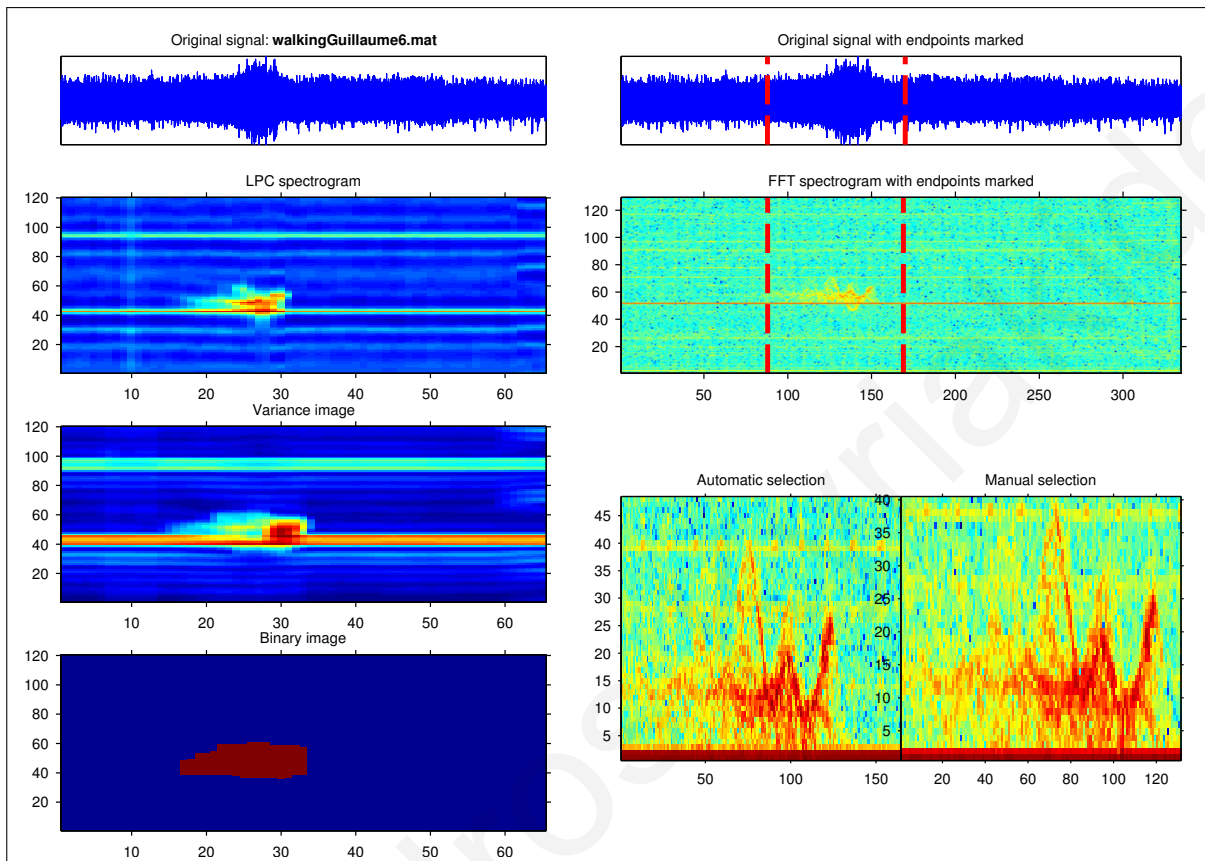 Original signal: walkingGuillaume6.mat
Original signal with endpoints marked
LPC spectrogram
120
100
80
60
40
20
10 20 30 40 50 60
FFT spectrogram with endpoints marked
120
100
80
60
40
20
50 100 150 200 250 300
Variance image
120
100
80
60
40
20
10 20 30 40 50 60
Binary image
120
100
80
60
40
20
10 20 30 40 50 60
Automatic selection
45
40
35
30
25
20
15
10
5
50 100 150
Manual selection
40
35
30
25
20
15
10
5
20 40 60 80 100 120